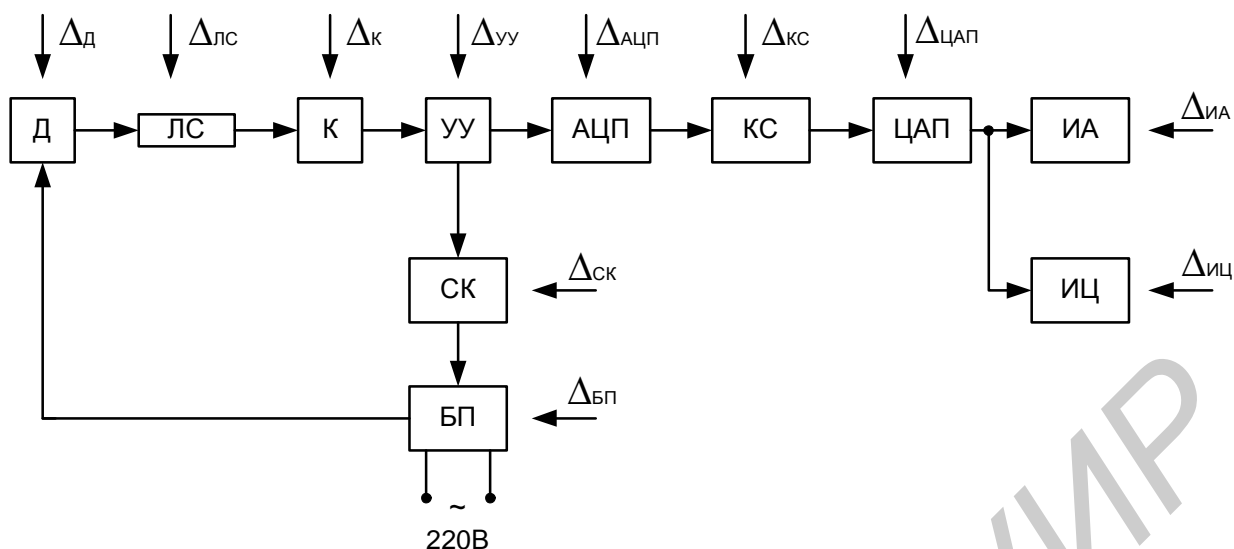 Δд Δлс Δк Δуу Δацп Δкс Δцап
Д ЛС К УУ АЦП КС ЦАП ИА Δиа
СК Δск ИЦ Δиц
БП Δбп
~
220В
УИР